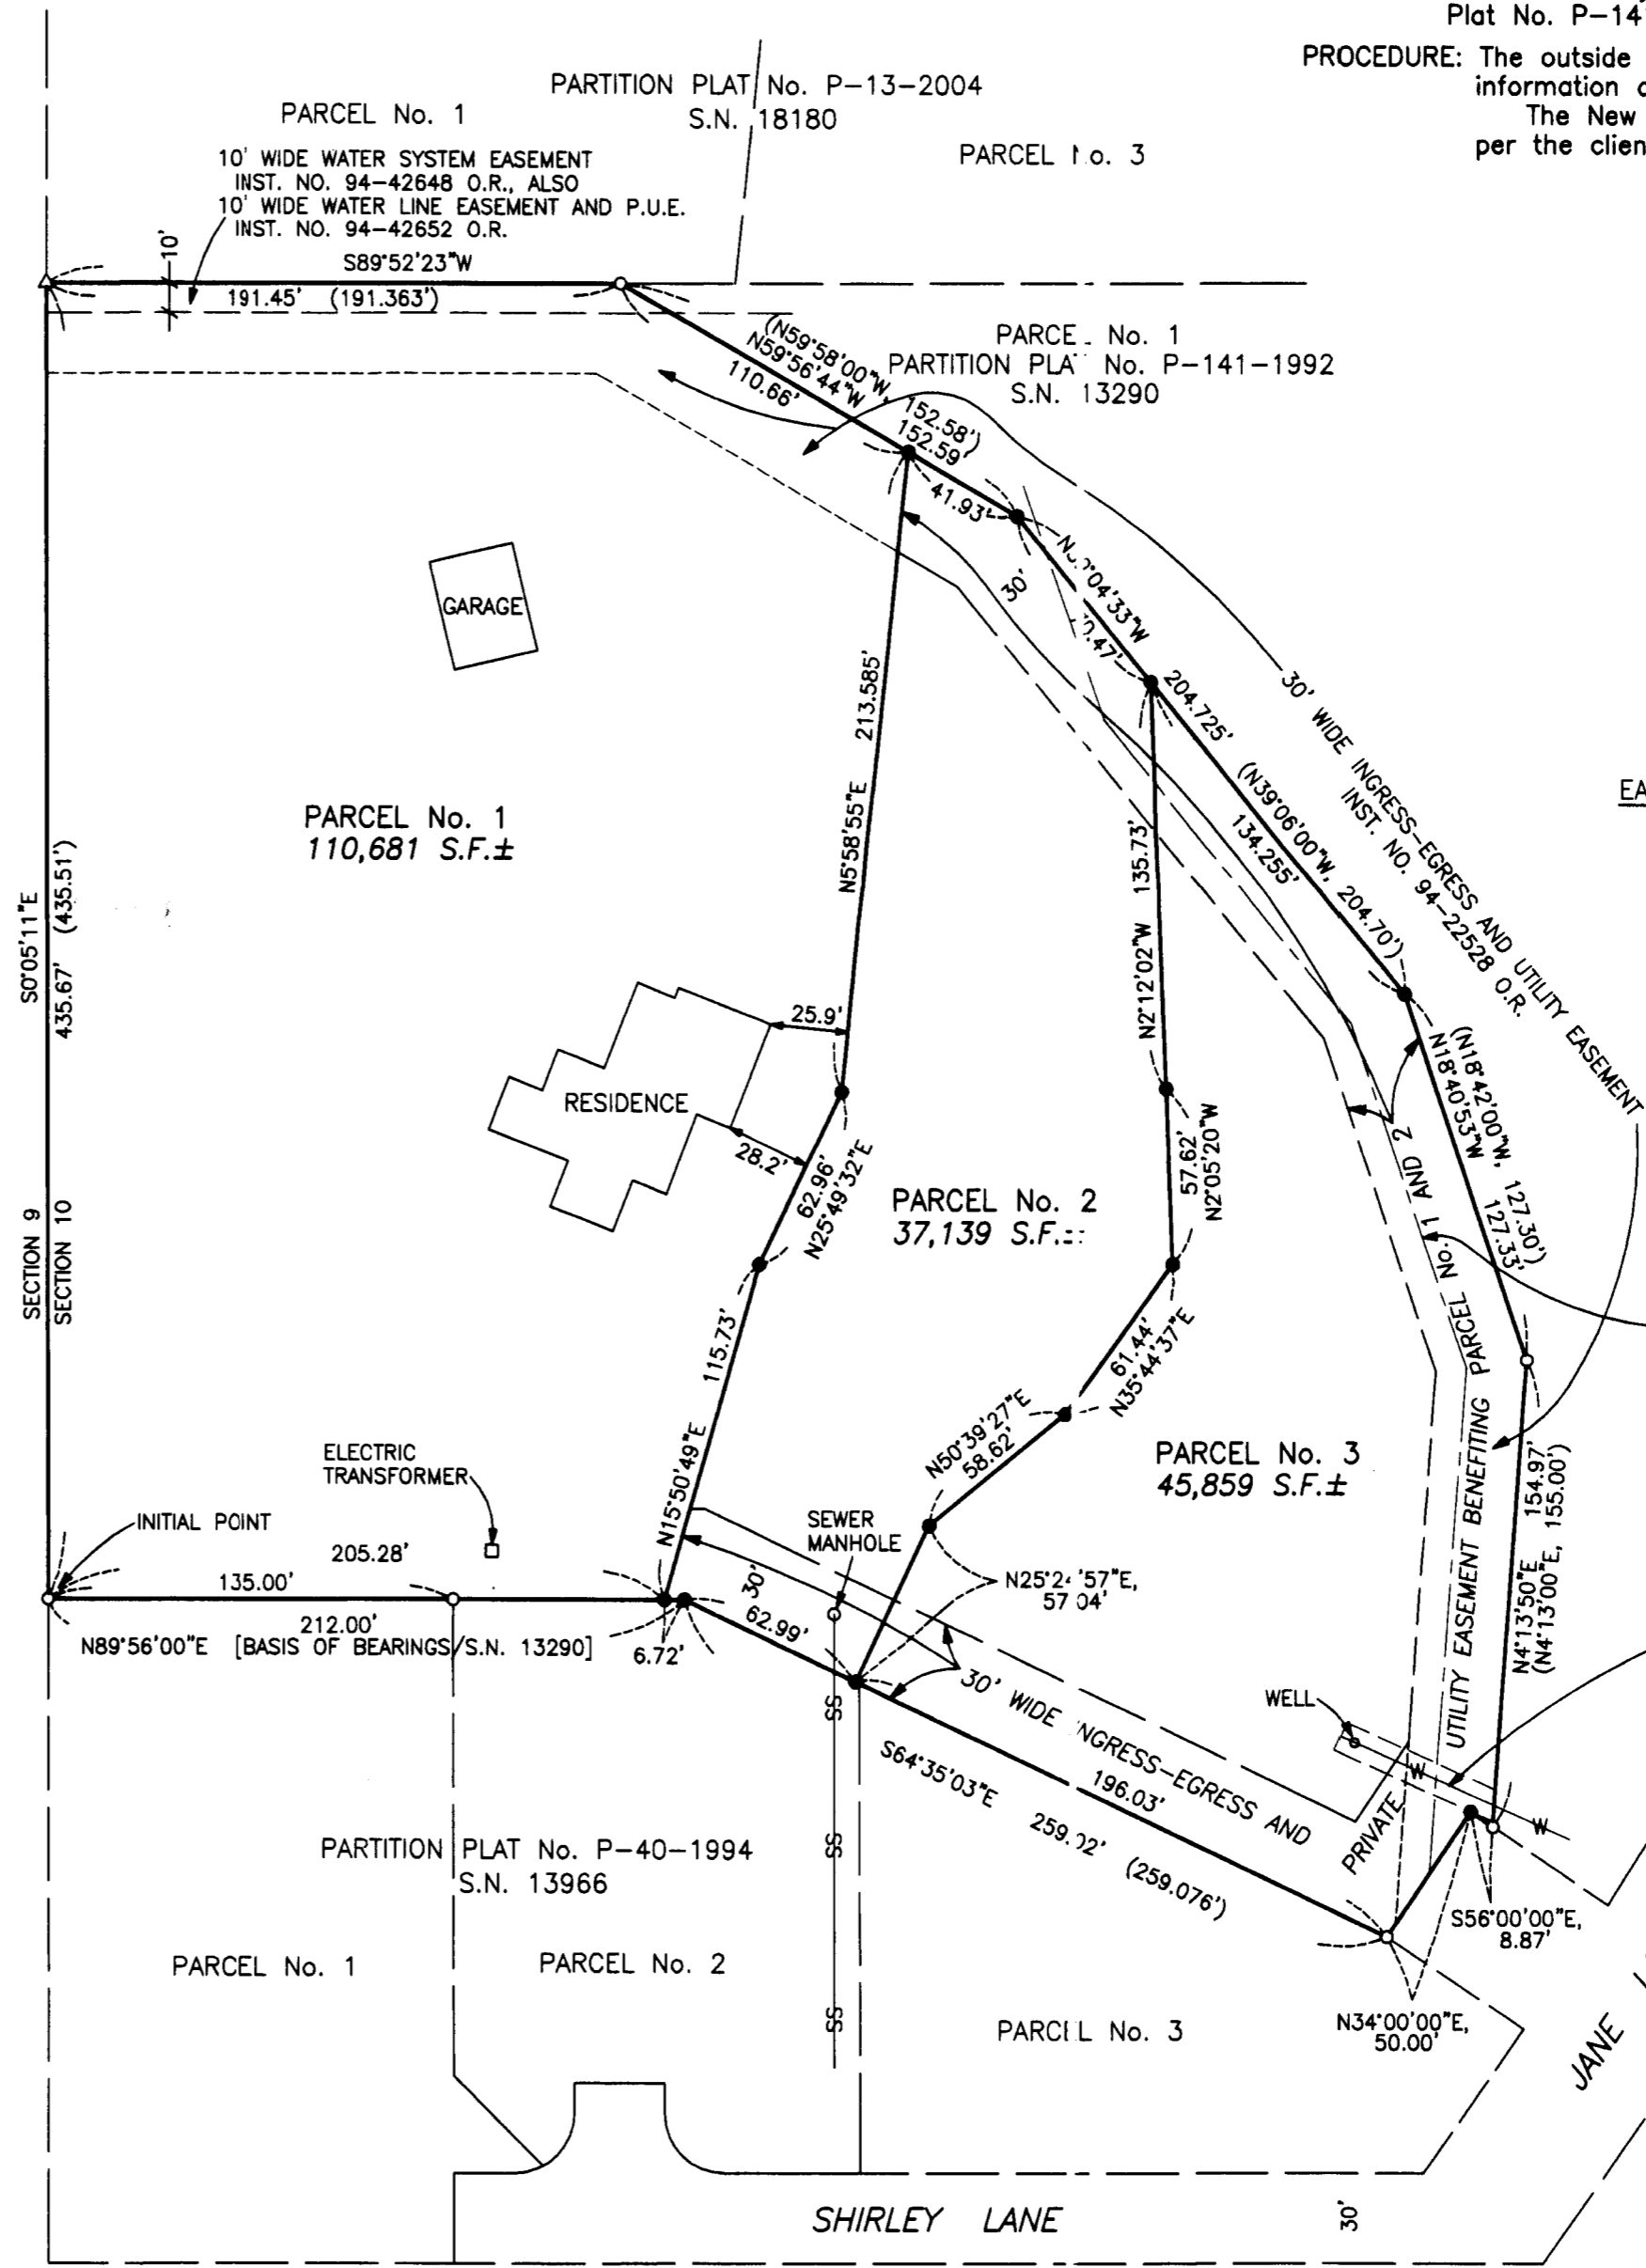 Plat No. P-14
PROCEDURE: The outside
information
The New
per the clien
PARTITION PLAT No. P-13-2004
S.N. 18180
PARCEL No. 1
PARCEL No. 3
10' WIDE WATER SYSTEM EASEMENT
INST. NO. 94-42648 O.R., ALSO
10' WIDE WATER LINE EASEMENT AND P.U.E.
INST. NO. 94-42652 O.R.
10'
S89°52'23"W
191.45' (191.363')
(N59°58'00"W, 152.58')
N59°56'44"W 152.59'
110.66'
41.93'
PARCEL No. 1
PARTITION PLAT No. P-141-1992
S.N. 13290
°04'33"W
.47'
30'
204.725' (N39°06'00"W, 204.70')
134.255'
30' WIDE INGRESS-EGRESS AND UTILITY EASEMENT
INST. NO. 94-22528 O.R.
EA
GARAGE
N5°58'55"E 213.585'
PARCEL No. 1
110,681 S.F.±
S0°05'11"E
435.67' (435.51')
N2°12'02"W 135.73'
25.9'
RESIDENCE
28.2'
62.96'
N25°49'32"E
57.62'
N2°05'20"W
(N18°42'00"W, 127.30')
N18°40'53"W 127.33'
PARCEL No. 2
37,139 S.F.
SECTION 9
SECTION 10
115.73'
N15°50'49"E
61.44'
N35°44'37"E
N50°39'27"E
58.62'
PARCEL No. 3
45,859 S.F.±
154.97'
N4°13'50"E
(N4°13'00"E, 155.00')
UTILITY EASEMENT BENEFITING PARCEL No. 1 AND 2
PRIVATE
ELECTRIC
TRANSFORMER
INITIAL POINT
205.28'
135.00'
212.00'
N89°56'00"E [BASIS OF BEARINGS/S.N. 13290]
6.72'
SEWER
MANHOLE
30'
62.99'
57.04'
30' WIDE INGRESS-EGRESS AND
S64°35'03"E 259.02' (259.076')
196.03'
WELL
W
W
SS
SS
SS
PARTITION PLAT No. P-40-1994
S.N. 13966
PARCEL No. 1
PARCEL No. 2
PARCEL No. 3
S56°00'00"E,
8.87'
N34°00'00"E,
50.00'
JANE
SHIRLEY LANE
30'